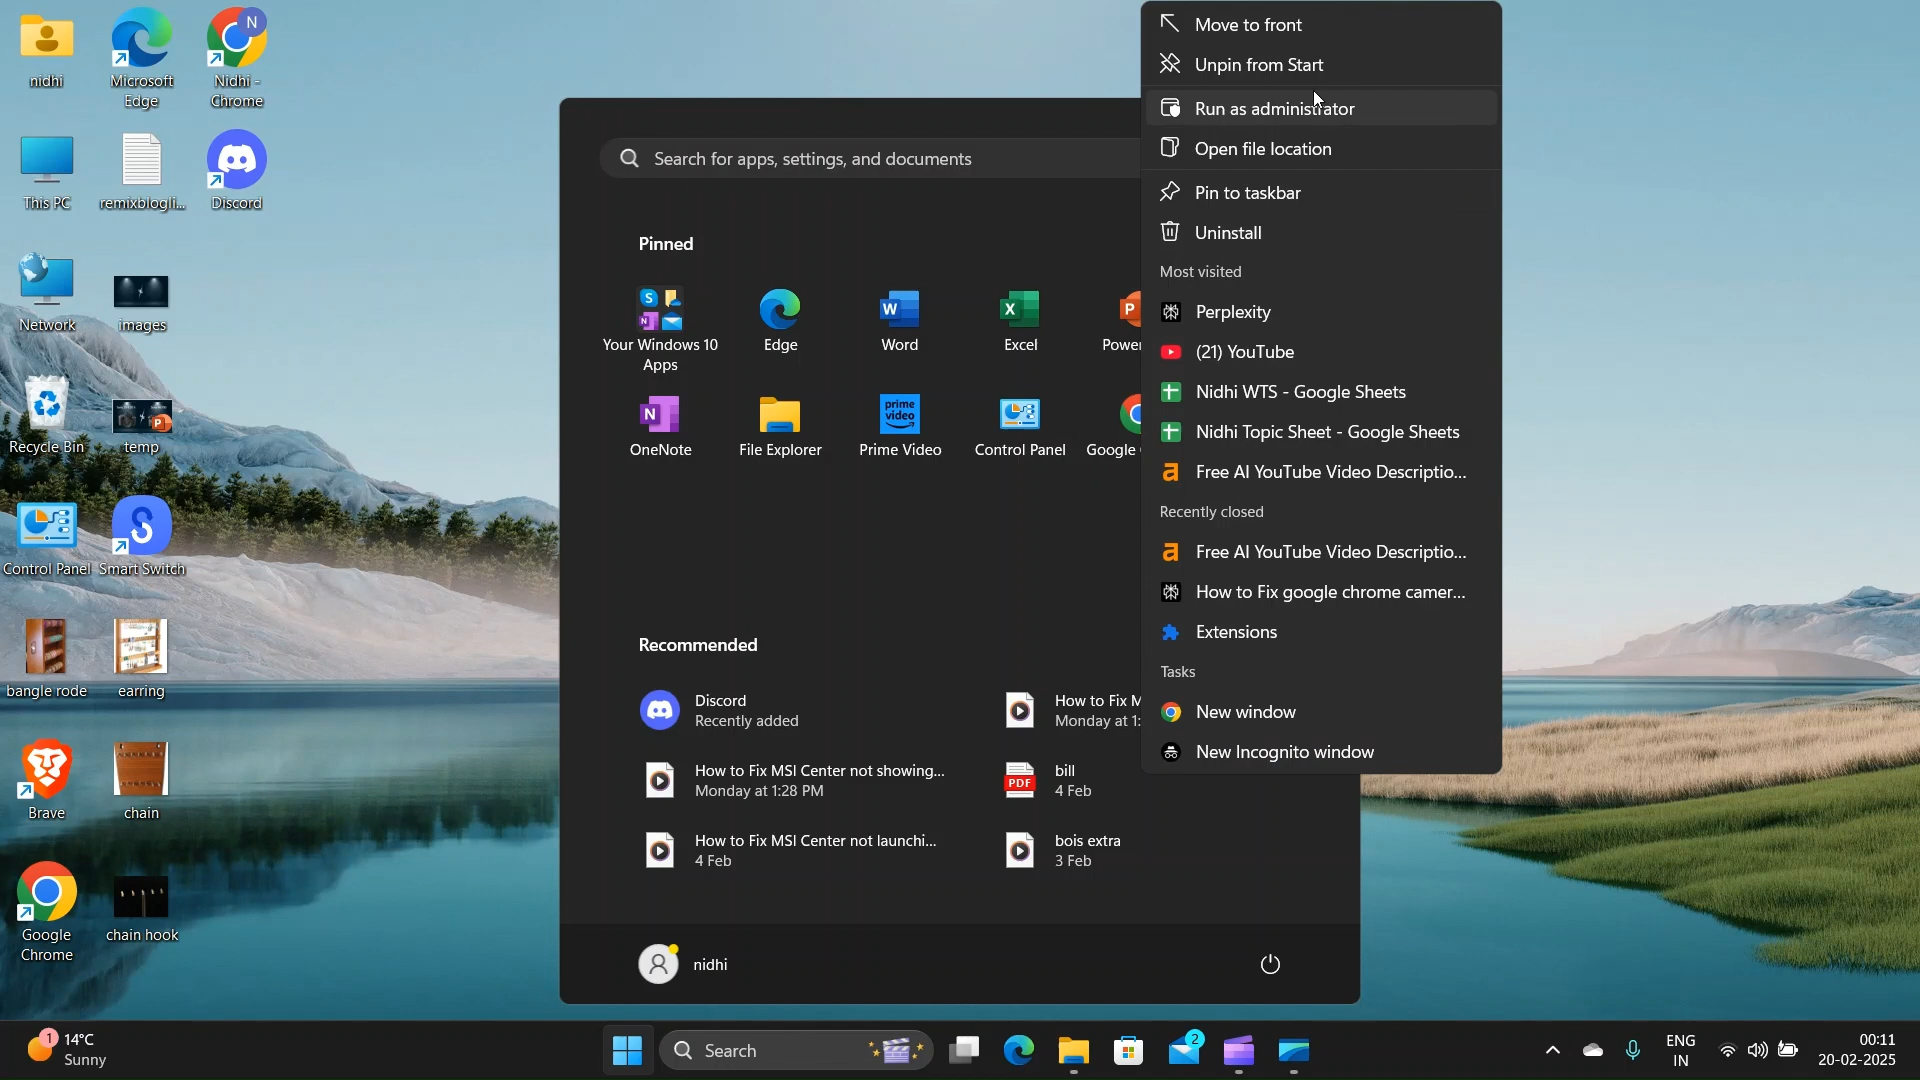 nidhi
Microsoft
Edge
Nidhi -
Chrome
This PC
remixblogli...
Discord
Network
images
Recycle Bin
temp
Control Panel
Smart Switch
bangle rode
earring
Brave
chain
Google
Chrome
chain hook
Search for apps, settings, and documents
Pinned
Your Windows 10
Apps
Edge
Word
Excel
Power
OneNote
File Explorer
prime
video
Prime Video
Control Panel
Google
Recommended
Discord
Recently added
How to Fix M
Monday at 1:
How to Fix MSI Center not showing...
Monday at 1:28 PM
PDF
bill
4 Feb
How to Fix MSI Center not launchi...
4 Feb
bois extra
3 Feb
nidhi
Move to front
Unpin from Start
Run as administrator
Open file location
Pin to taskbar
Uninstall
Most visited
Perplexity
(21) YouTube
Nidhi WTS - Google Sheets
Nidhi Topic Sheet - Google Sheets
Free AI YouTube Video Descriptio...
Recently closed
Free AI YouTube Video Descriptio...
How to Fix google chrome camer...
Extensions
Tasks
New window
New Incognito window
1
14°C
Sunny
Search
2
ENG
IN
00:11
20-02-2025